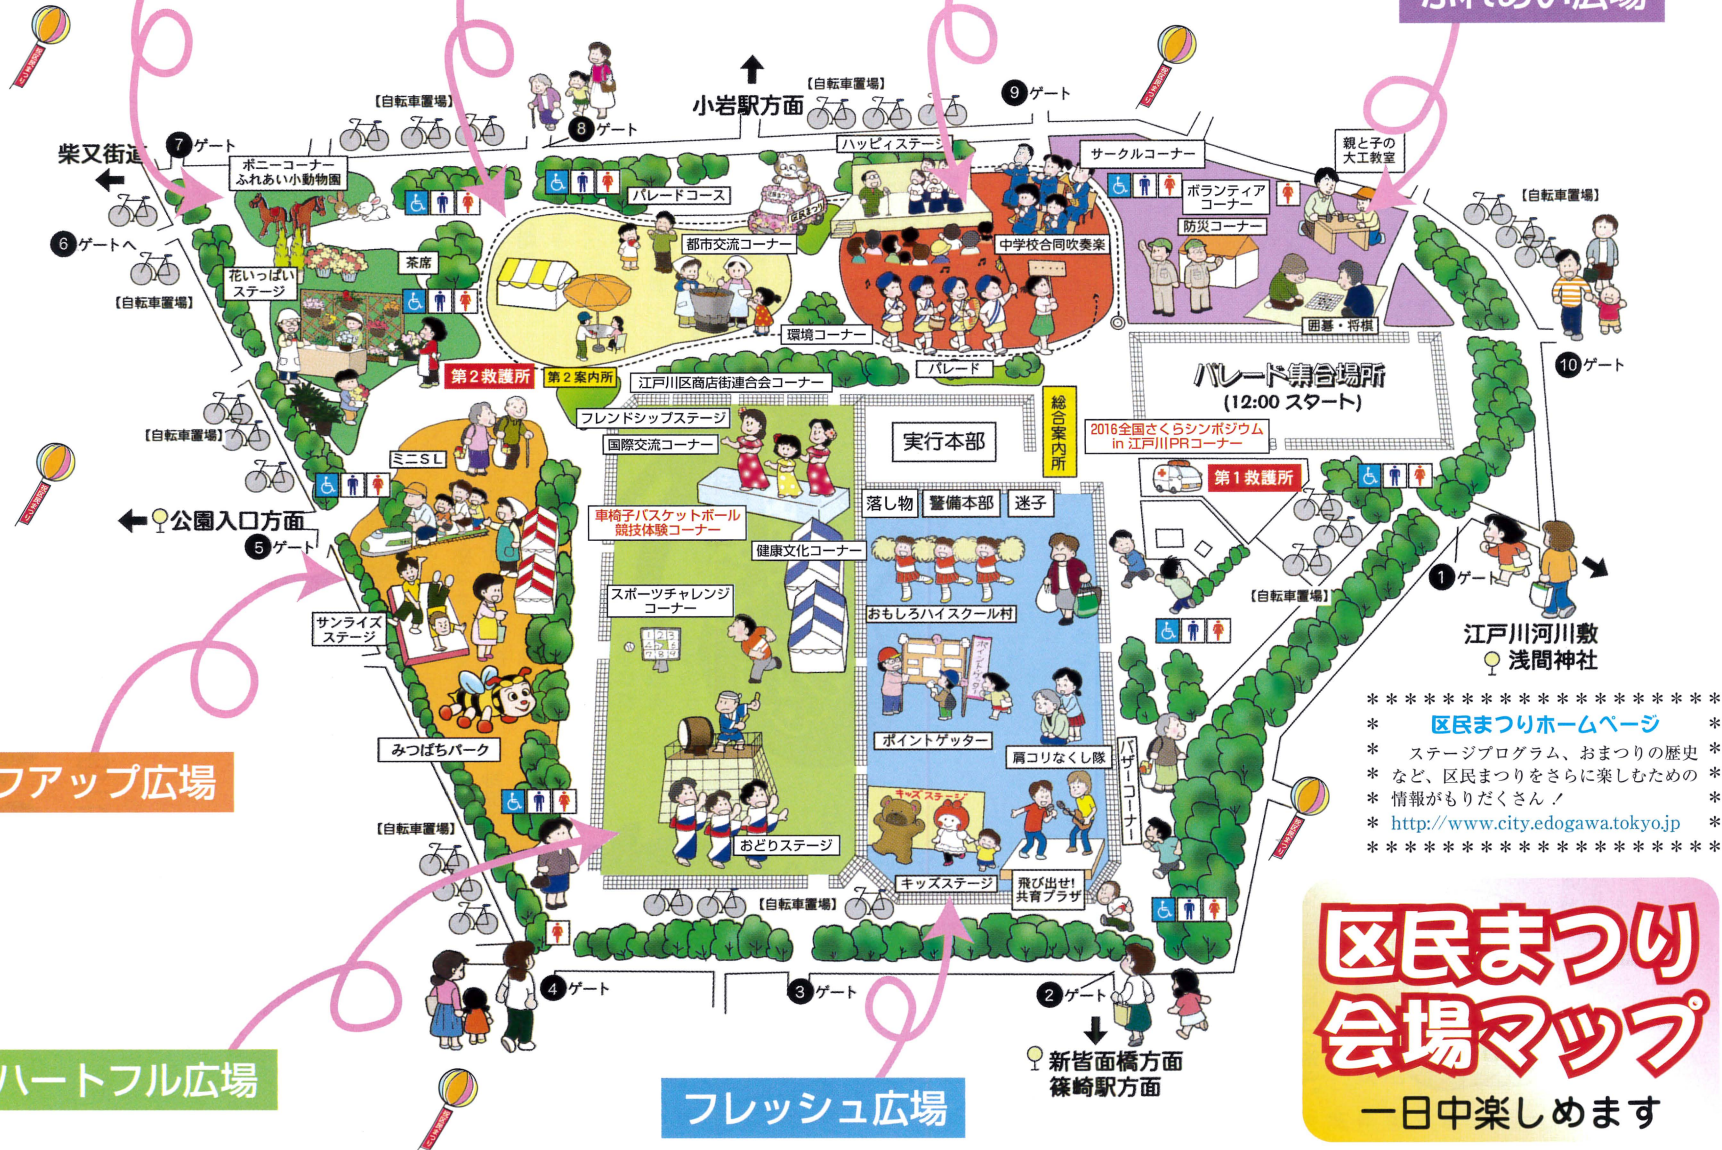 ふれあい広場
【自転車置場】
小岩駅方面
【自転車置場】
9 ゲート
8 ゲート
7 ゲート
柴又街道
ポニーコーナー
ふれあい小動物園
ハッピィステージ
サークルコーナー
親と子の
大工教室
パレードコース
ボランティア
コーナー
【自転車置場】
区民まつり
防災コーナー
6 ゲートへ
都市交流コーナー
中学校合同吹奏楽
茶席
花いっぱい
ステージ
【自転車置場】
環境コーナー
囲碁・将棋
第2救護所
第2案内所
江戸川区商店街連合会コーナー
パレード
パレード集合場所
(12:00 スタート)
10 ゲート
フレンドシップステージ
国際交流コーナー
実行本部
総合案内所
2016全国さくらシンポジウム
in 江戸川PRコーナー
【自転車置場】
ミニSL
第1救護所
落し物
警備本部
迷子
車椅子バスケットボール
競技体験コーナー
公園入口方面
5 ゲート
健康文化コーナー
1 ゲート
スポーツチャレンジ
コーナー
おもしろハイスクール村
【自転車置場】
サンライズ
ステージ
1 2 3
7 8 9
ポイントゲッター
江戸川河川敷
浅間神社
みつばちパーク
ポイントゲッター
肩コリなくし隊
バザーコーナー
区民まつりホームページ
ステージプログラム、おまつりの歴史
など、区民まつりをさらに楽しむための
情報がもりだくさん!
http://www.city.edogawa.tokyo.jp
フアップ広場
キッズステージ
【自転車置場】
おどりステージ
キッズステージ
飛び出せ!
共育プラザ
【自転車置場】
4 ゲート
3 ゲート
2 ゲート
新皆面橋方面
篠崎駅方面
ハートフル広場
フレッシュ広場
区民まつり
会場マップ
一日中楽しめます